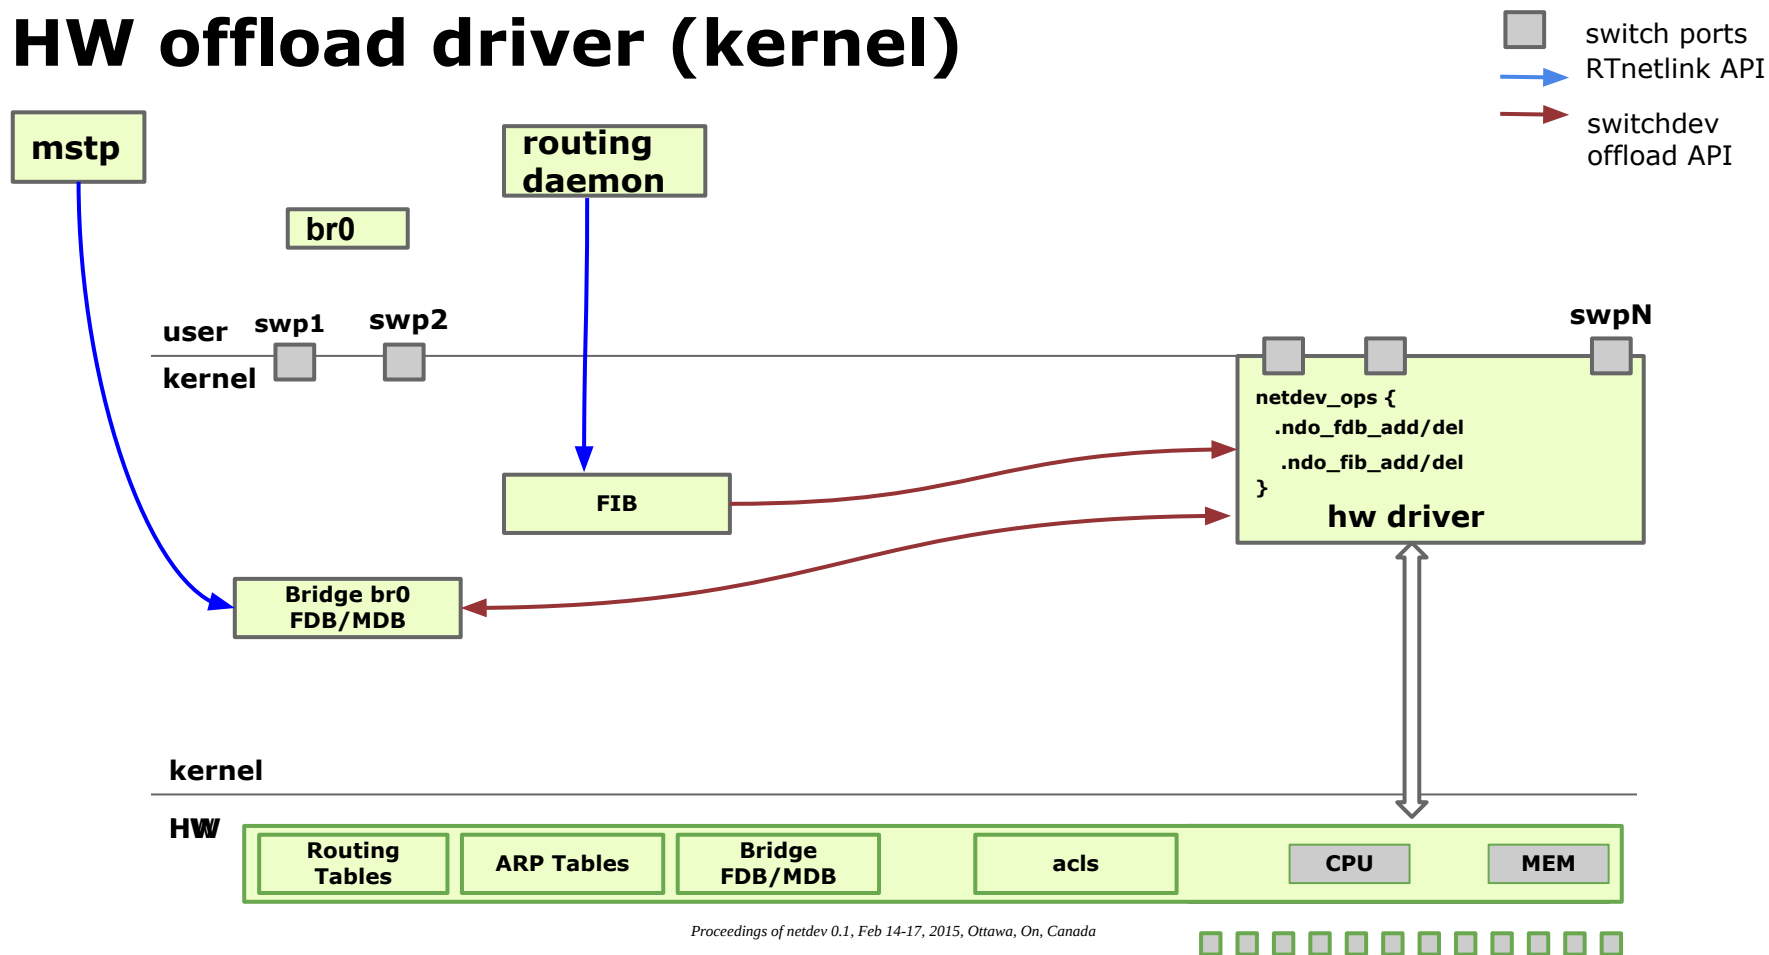 HW offload driver (kernel)
switch ports
RTnetlink API
switchdev
offload API
mstp
routing
daemon
br0
user
swp1
swp2
swpN
kernel
netdev_ops {
.ndo_fdb_add/del
.ndo_fib_add/del
}
hw driver
FIB
Bridge br0
FDB/MDB
kernel
HW
Routing
Tables
ARP Tables
Bridge
FDB/MDB
acls
CPU
MEM
Proceedings of netdev 0.1, Feb 14-17, 2015, Ottawa, On, Canada